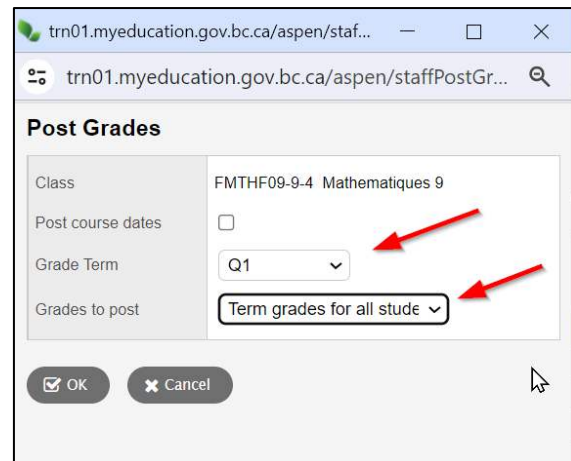 trn01.myeducation.gov.bc.ca/aspen/staf...
trn01.myeducation.gov.bc.ca/aspen/staffPostGr...
Post Grades
Class FMTHF09-9-4 Mathematiques 9
Post course dates
Grade Term Q1
Grades to post Term grades for all stude
OK Cancel